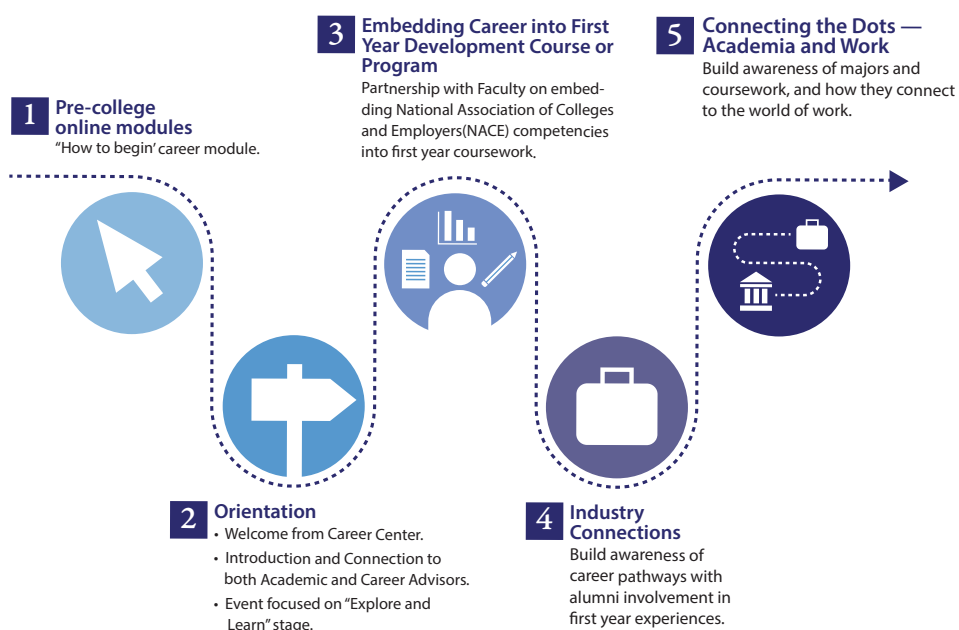 1
Pre-college
online modules
“How to begin’ career module.
2
Orientation
• Welcome from Career Center.
• Introduction and Connection to
both Academic and Career Advisors.
• Event focused on “Explore and
Learn” stage.
3
Embedding Career into First
Year Development Course or
Program
Partnership with Faculty on embed-
ding National Association of Colleges
and Employers(NACE) competencies
into first year coursework.
4
Industry
Connections
Build awareness of
career pathways with
alumni involvement in
first year experiences.
5
Connecting the Dots —
Academia and Work
Build awareness of majors and
coursework, and how they connect
to the world of work.